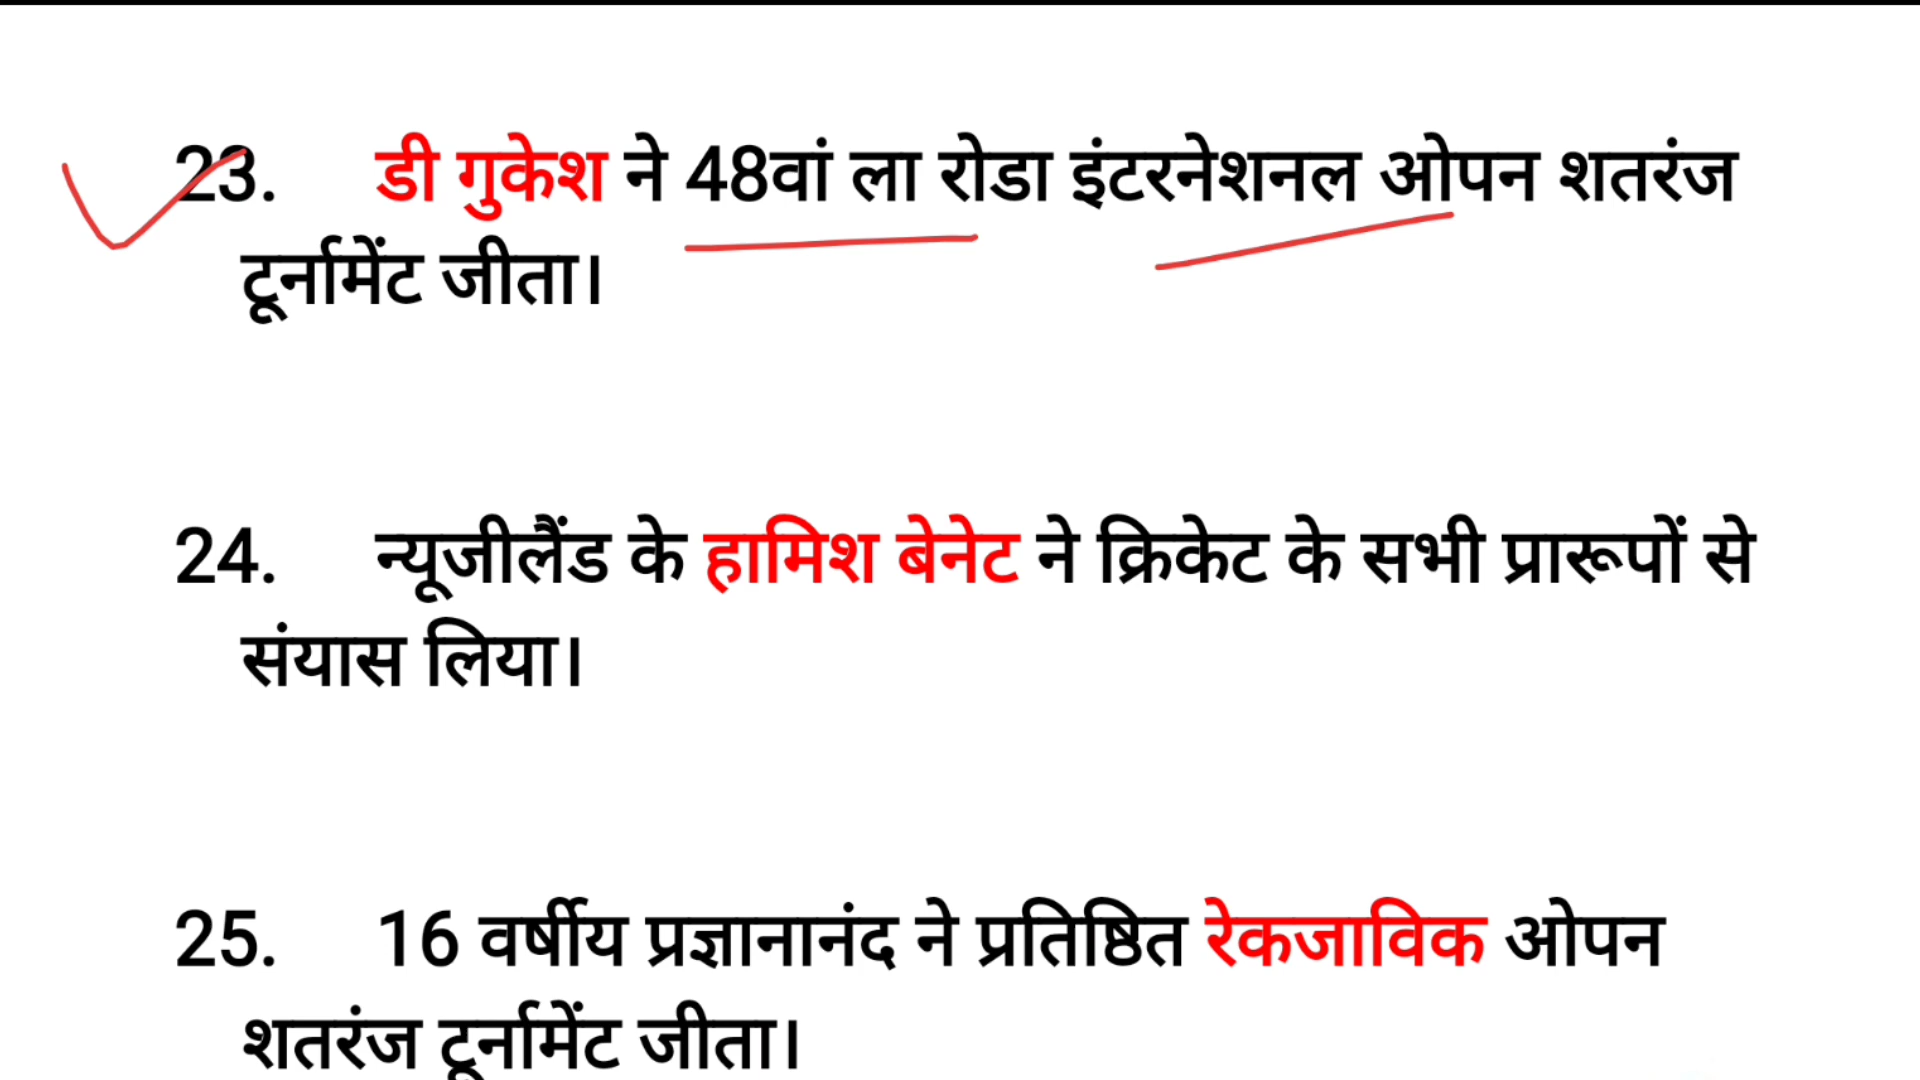 23. डी गुकेश ने 48वां ला रोडा इंटरनेशनल ओपन शतरंज
टूर्नामेंट जीता।
24. न्यूजीलैंड के हामिश बेनेट ने क्रिकेट के सभी प्रारूपों से
संयास लिया।
25. 16 वर्षीय प्रज्ञानानंद ने प्रतिष्ठित रेकजाविक ओपन
शतरंज टूर्नामेंट जीता।